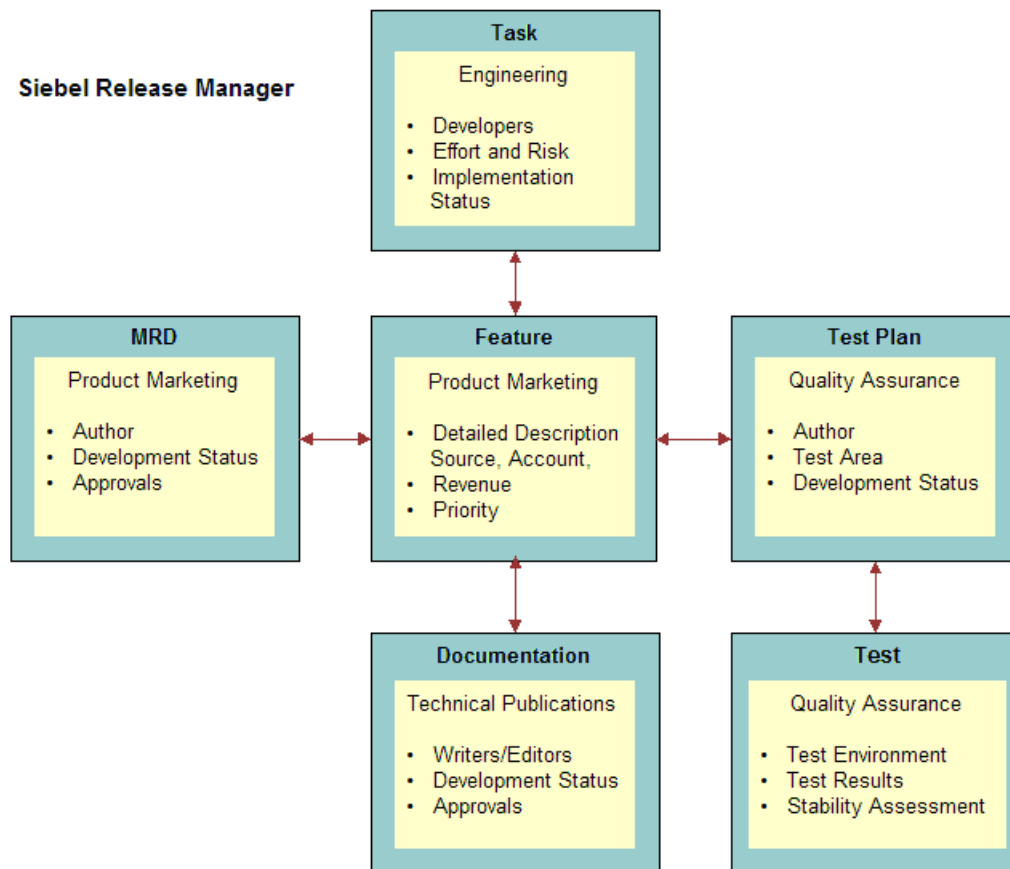 Siebel Release Manager
Task
Engineering
• Developers
• Effort and Risk
• Implementation
Status
MRD
Product Marketing
• Author
• Development Status
• Approvals
Feature
Product Marketing
• Detailed Description
Source, Account,
• Revenue
• Priority
Test Plan
Quality Assurance
• Author
• Test Area
• Development Status
Documentation
Technical Publications
• Writers/Editors
• Development Status
• Approvals
Test
Quality Assurance
• Test Environment
• Test Results
• Stability Assessment